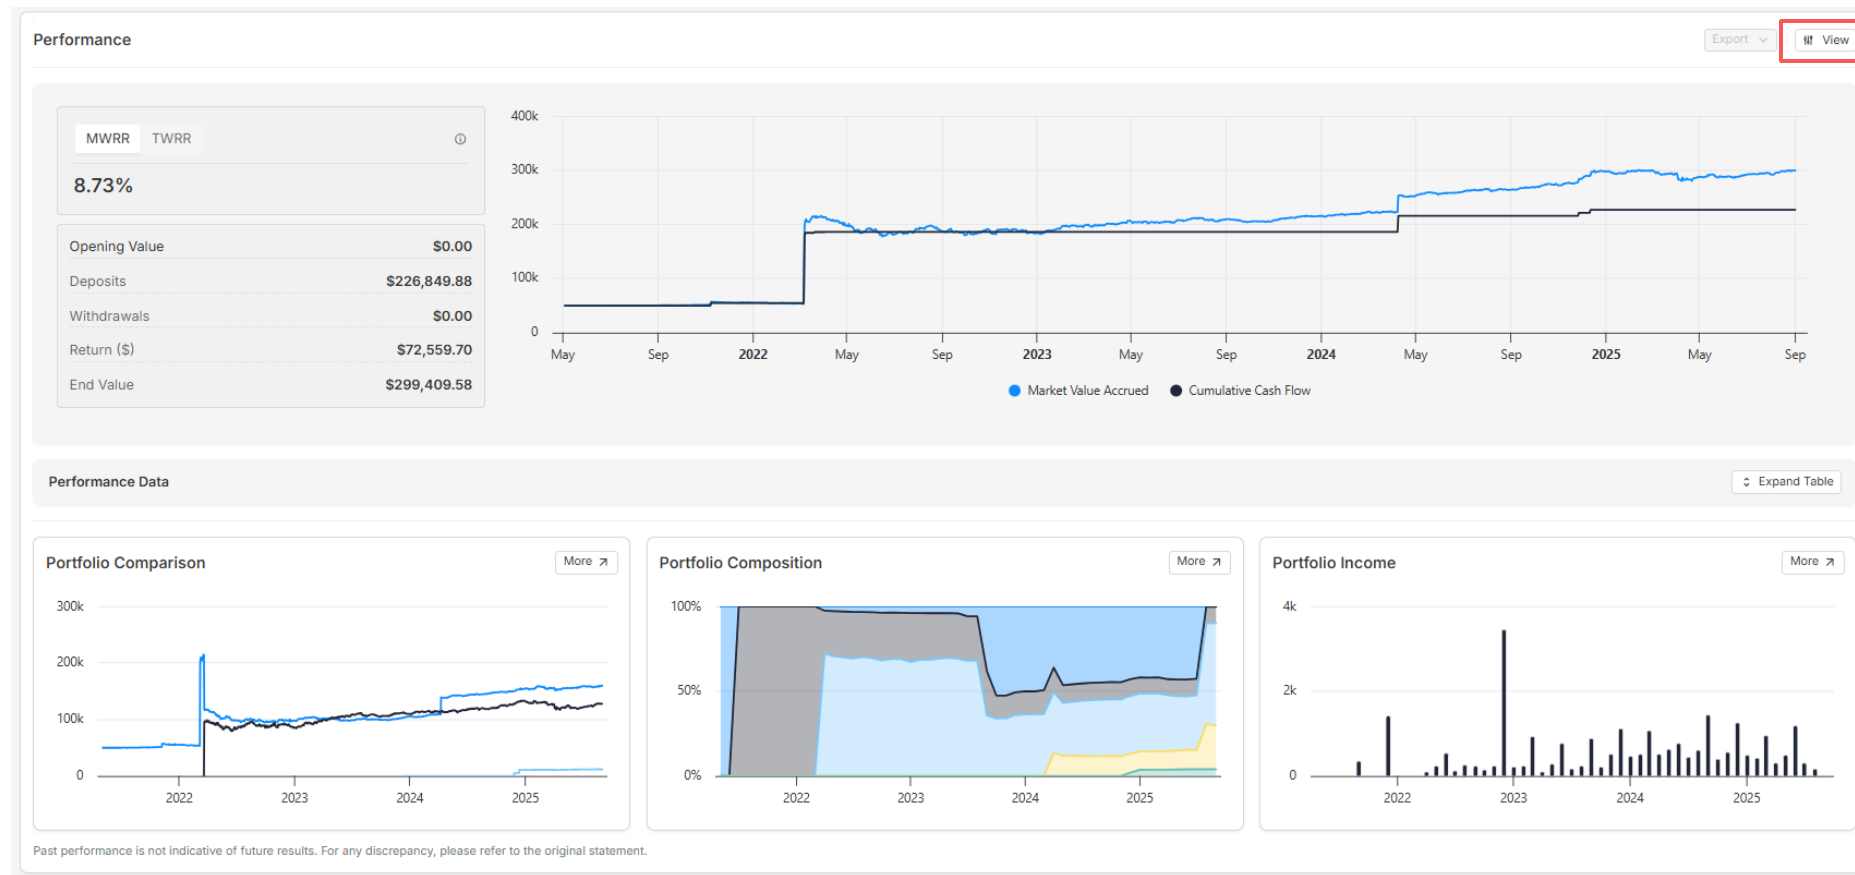 Performance
Export
View
MWRR TWRR
8.73%
Opening Value $0.00
Deposits $226,849.88
Withdrawals $0.00
Return ($) $72,559.70
End Value $299,409.58
400k
300k
200k
100k
0
May Sep 2022 May Sep 2023 May Sep 2024 May Sep 2025 May Sep
Market Value Accrued Cumulative Cash Flow
Performance Data
Expand Table
Portfolio Comparison More
300k
200k
100k
0
2022 2023 2024 2025
Portfolio Composition More
100%
50%
0%
2022 2023 2024 2025
Portfolio Income More
4k
2k
0
2022 2023 2024 2025
Past performance is not indicative of future results. For any discrepancy, please refer to the original statement.